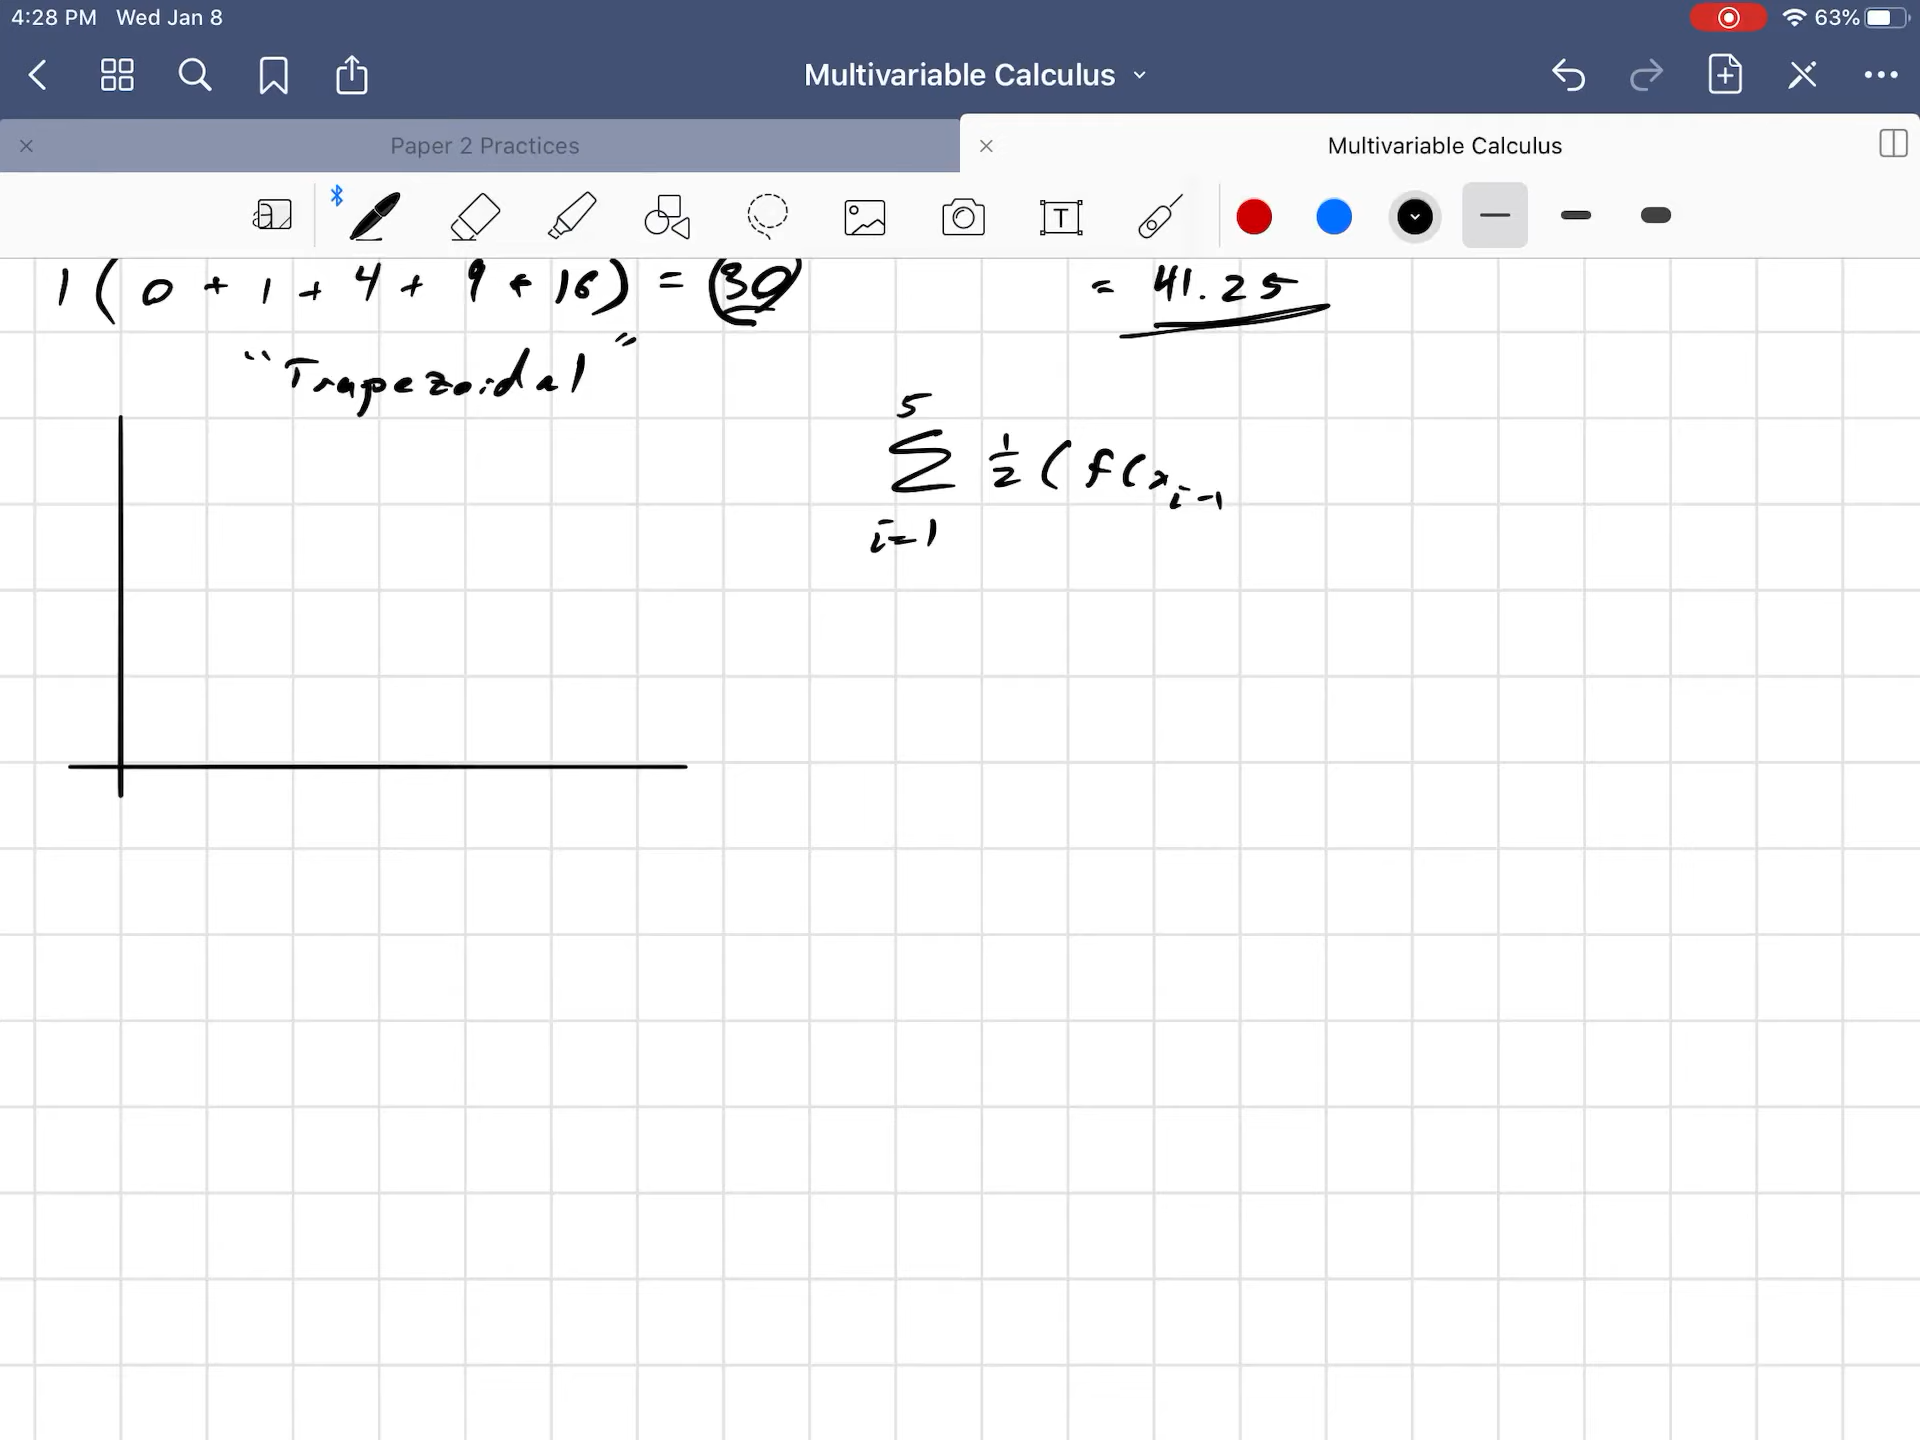 4:28 PM Wed Jan 8
63%
Multivariable Calculus
Paper 2 Practices
Multivariable Calculus
T
1 ( 0 + 1 + 4 + 9 + 16 ) = (30)
= 41.25
"Trapezoidal"
5
∑ 1/2 ( f(x_{i-1}
i=1